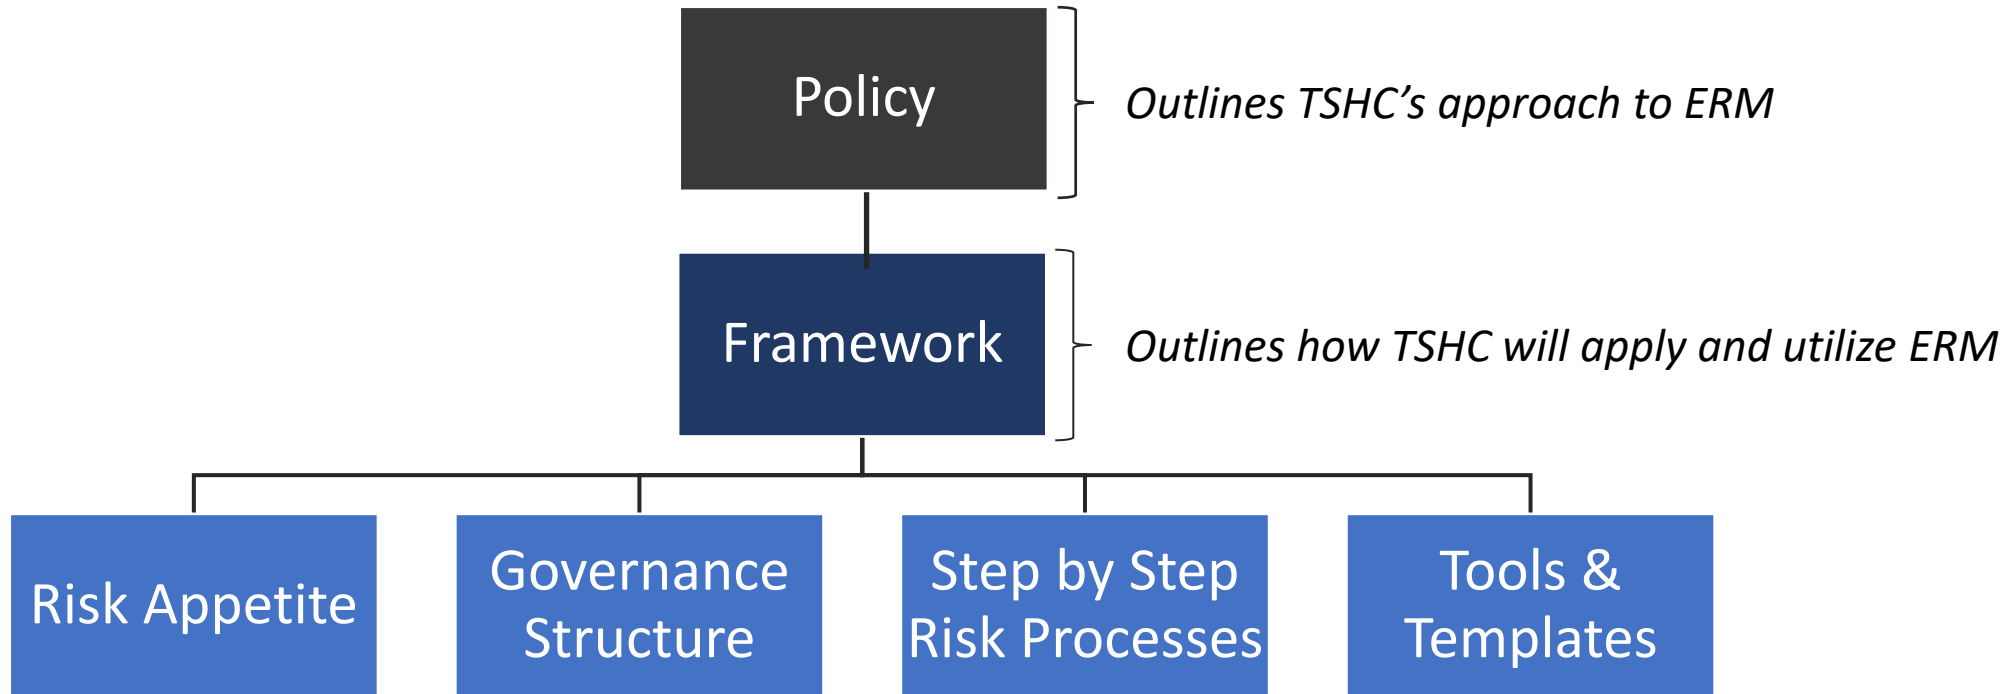 Policy
Outlines TSHC’s approach to ERM
Framework
Outlines how TSHC will apply and utilize ERM
Risk Appetite
Governance
Structure
Step by Step
Risk Processes
Tools &
Templates